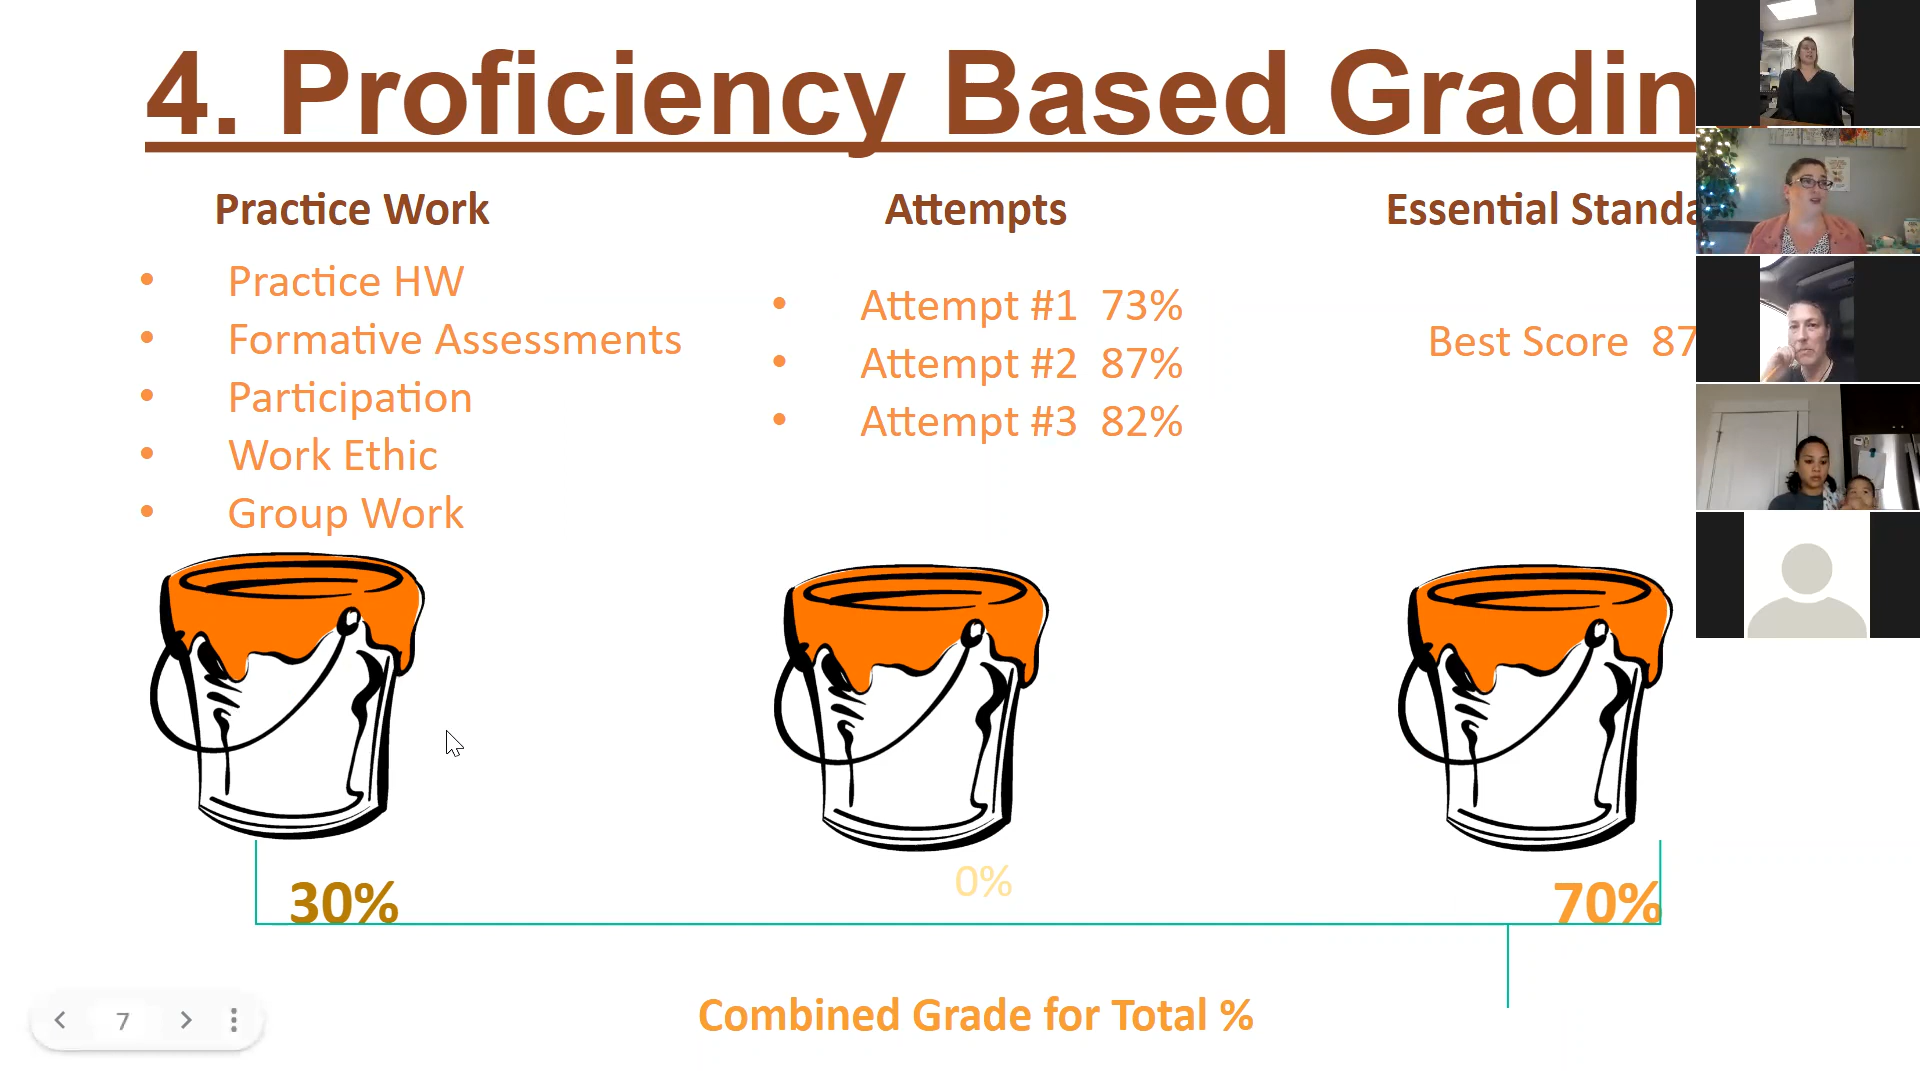 4. Proficiency Based Gradin
Practice Work
• Practice HW
• Formative Assessments
• Participation
• Work Ethic
• Group Work
Attempts
• Attempt #1 73%
• Attempt #2 87%
• Attempt #3 82%
Essential Standa
Best Score 87
30%
0%
70%
Combined Grade for Total %
7